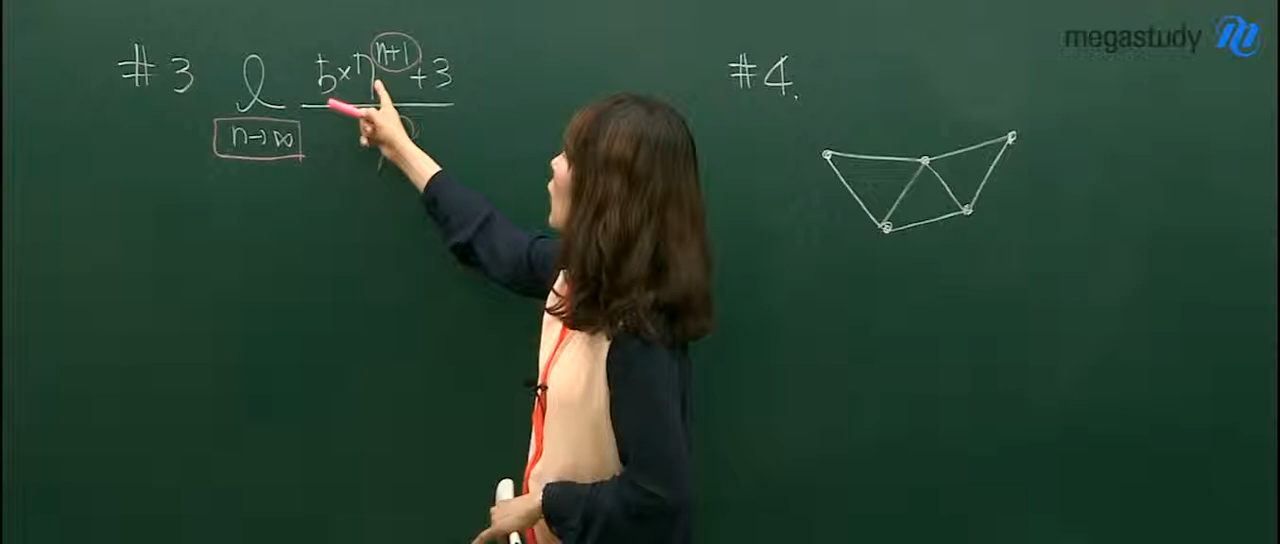 #3 l 5×7^{n+1}+3
n→∞
#4.
megastudy